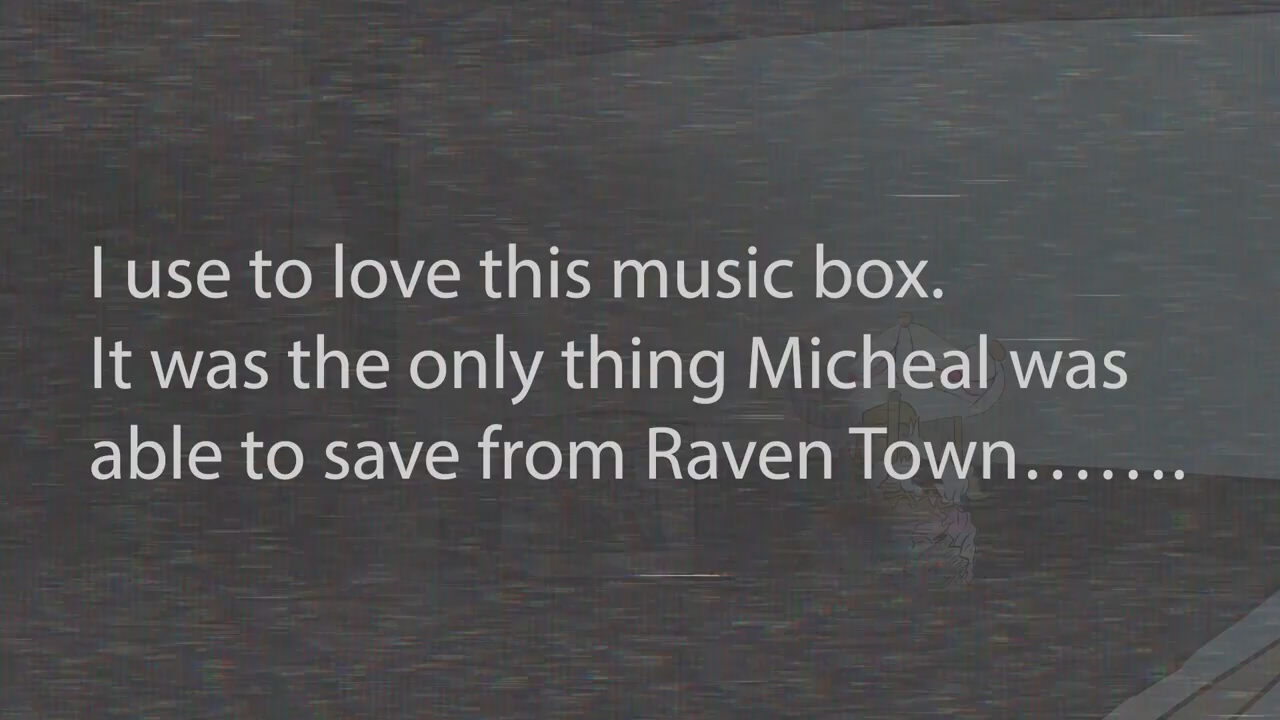 I use to love this music box.
It was the only thing Micheal was
able to save from Raven Town.......